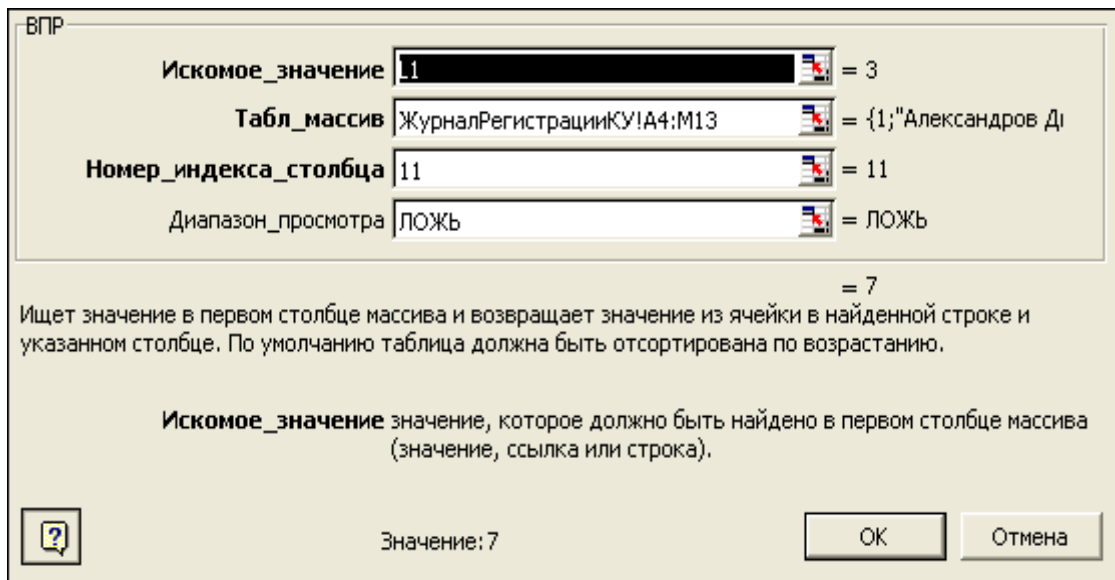 ВПР
Искомое_значение L1 = 3
Табл_массив ЖурналРегистрацииКУ!A4:M13 = {1;"Александров Дı
Номер_индекса_столбца 11 = 11
Диапазон_просмотра ЛОЖЬ = ЛОЖЬ
= 7
Ищет значение в первом столбце массива и возвращает значение из ячейки в найденной строке и
указанном столбце. По умолчанию таблица должна быть отсортирована по возрастанию.
Искомое_значение значение, которое должно быть найдено в первом столбце массива
(значение, ссылка или строка).
? Значение:7 ОК Отмена